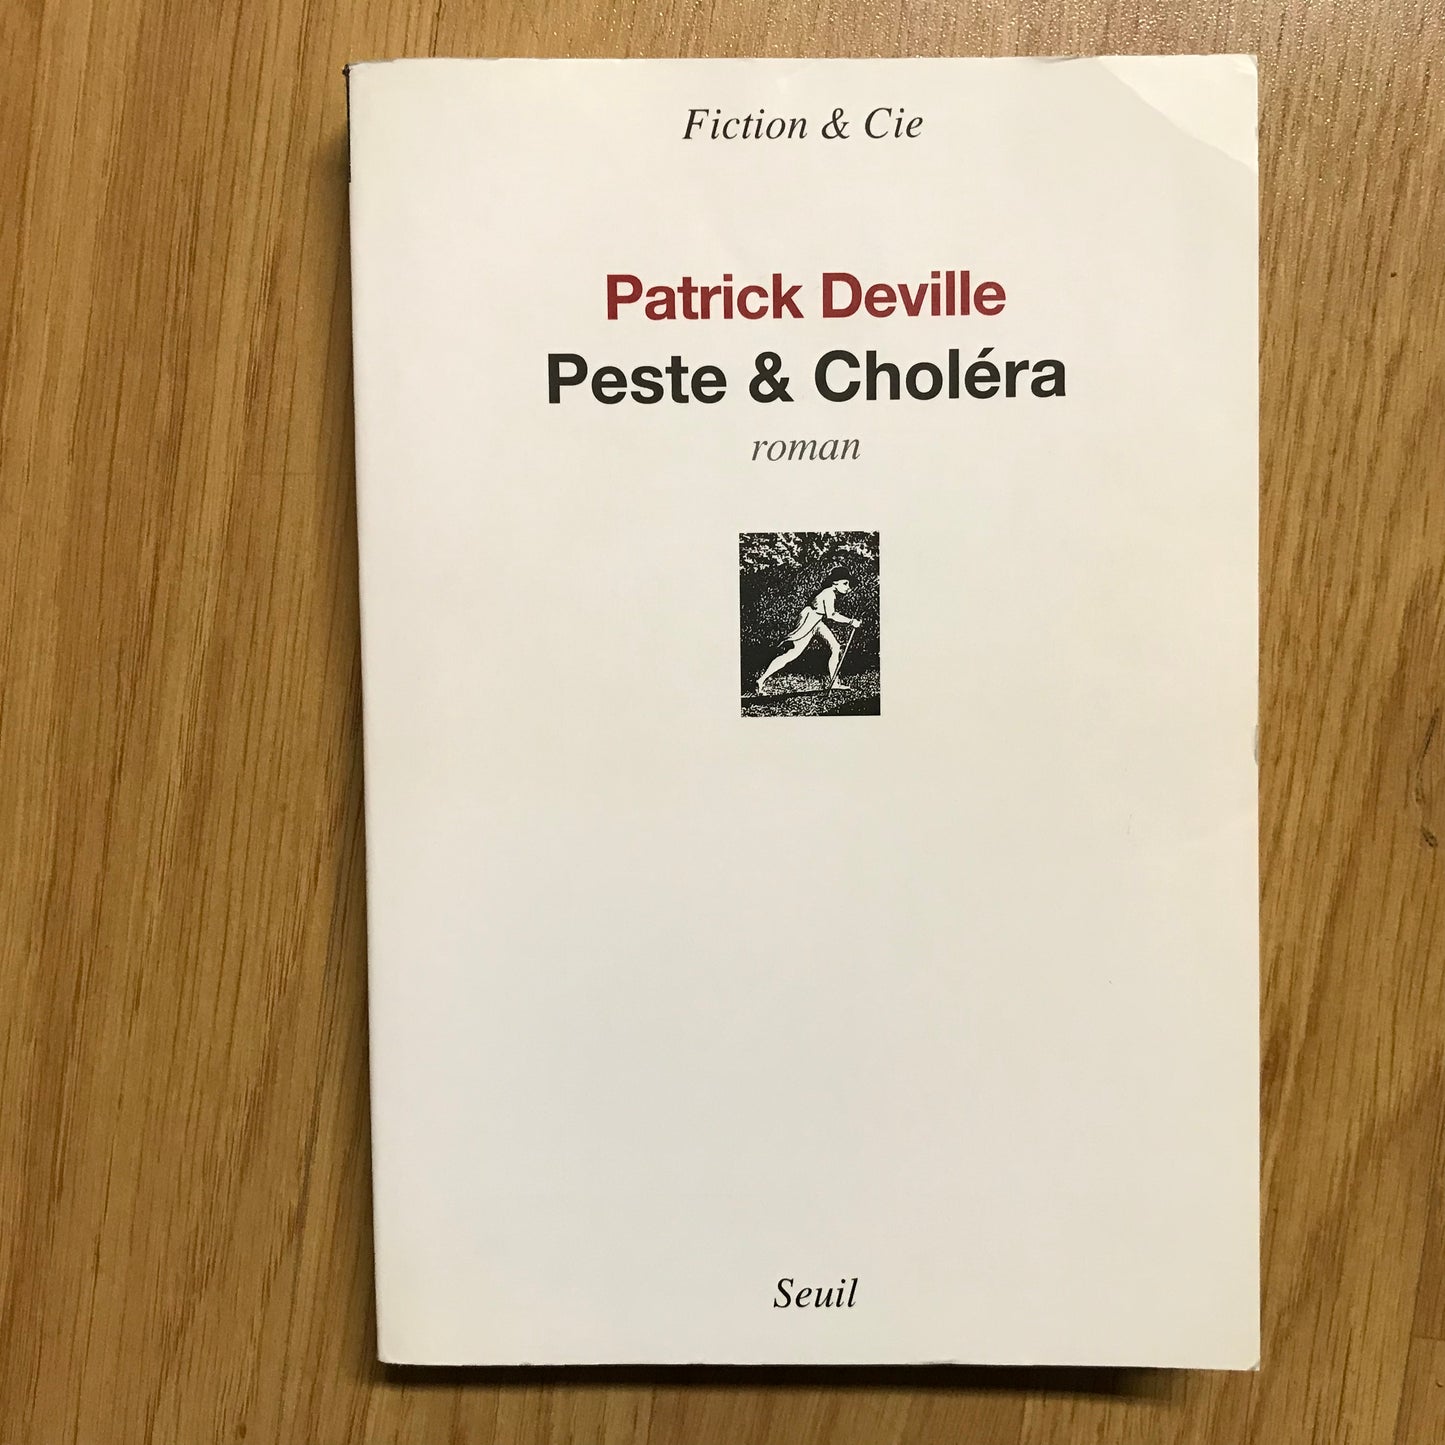 Fiction & Cie
Patrick Deville
Peste & Choléra
roman
Seuil